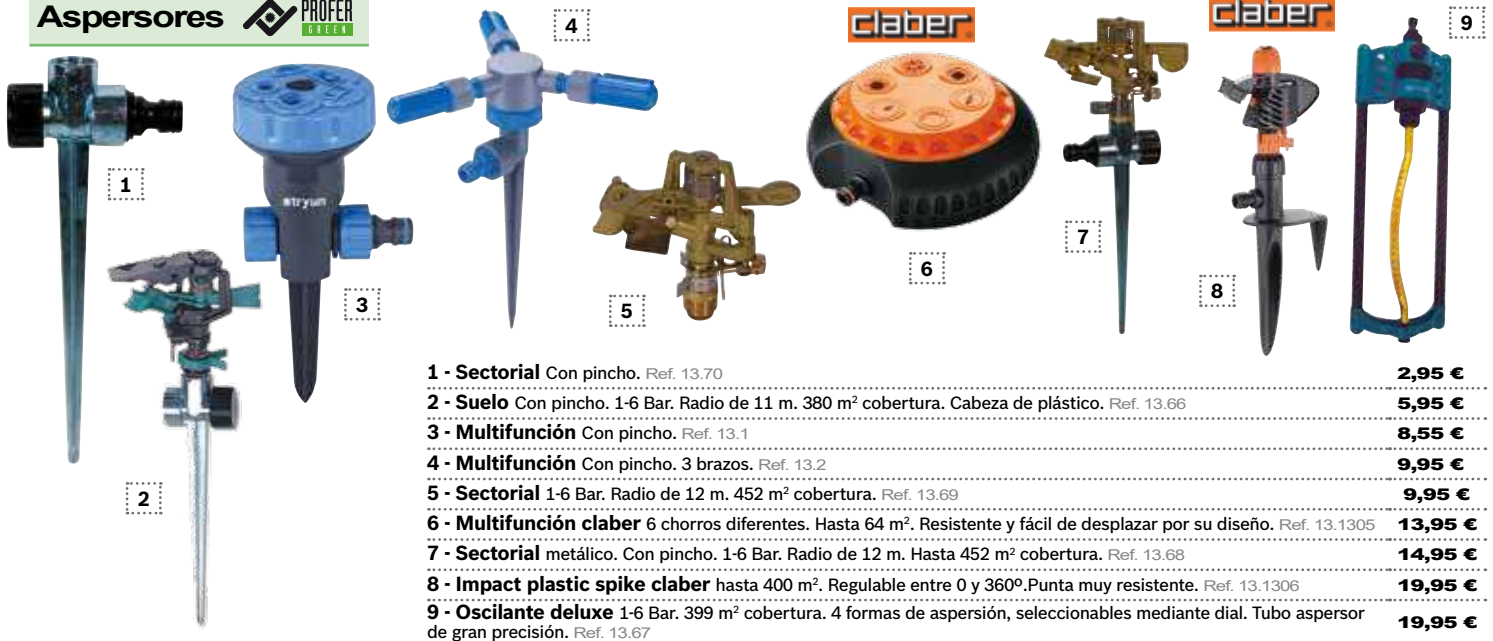 Aspersores PROFER GREEN
4
claber
claber
9
1
3
5
6
7
8
2
stryun
1 - Sectorial Con pincho. Ref. 13.70 2,95 €
2 - Suelo Con pincho. 1-6 Bar. Radio de 11 m. 380 m² cobertura. Cabeza de plástico. Ref. 13.66 5,95 €
3 - Multifunción Con pincho. Ref. 13.1 8,55 €
4 - Multifunción Con pincho. 3 brazos. Ref. 13.2 9,95 €
5 - Sectorial 1-6 Bar. Radio de 12 m. 452 m² cobertura. Ref. 13.69 9,95 €
6 - Multifunción claber 6 chorros diferentes. Hasta 64 m². Resistente y fácil de desplazar por su diseño. Ref. 13.1305 13,95 €
7 - Sectorial metálico. Con pincho. 1-6 Bar. Radio de 12 m. Hasta 452 m² cobertura. Ref. 13.68 14,95 €
8 - Impact plastic spike claber hasta 400 m². Regulable entre 0 y 360º.Punta muy resistente. Ref. 13.1306 19,95 €
9 - Oscilante deluxe 1-6 Bar. 399 m² cobertura. 4 formas de aspersión, seleccionables mediante dial. Tubo aspersor
de gran precisión. Ref. 13.67 19,95 €